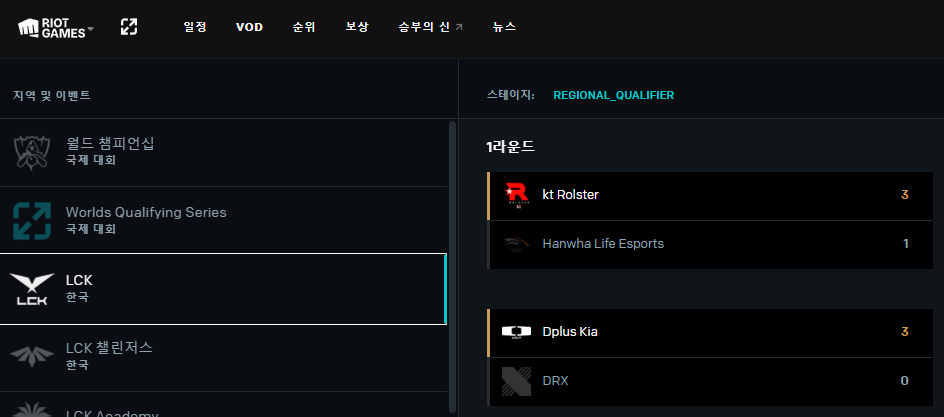 RIOT GAMES
일정
VOD
순위
보상
승부의 신
뉴스
지역 및 이벤트
월드 챔피언십
국제 대회
Worlds Qualifying Series
국제 대회
LCK
LCK
한국
LCK 챌린저스
한국
LCK Academy
스테이지: REGIONAL_QUALIFIER
1라운드
kt Rolster 3
Hanwha Life Esports 1
Dplus Kia 3
DRX 0